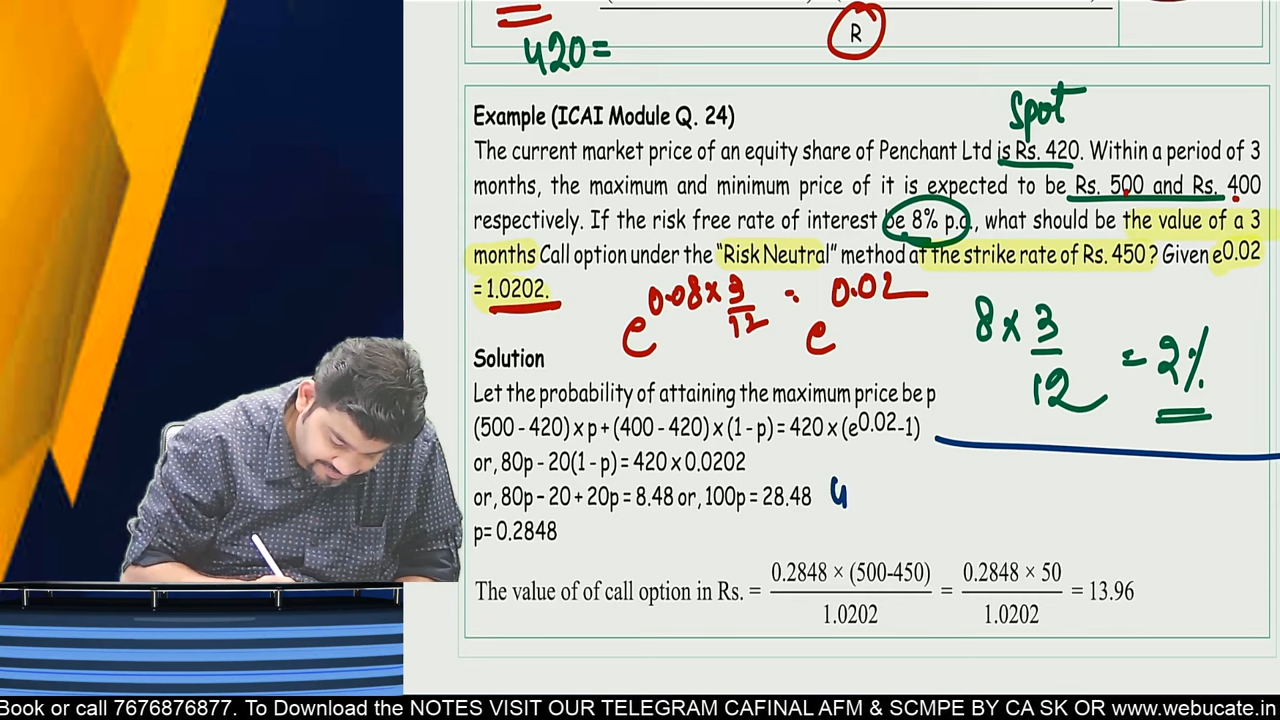 R
420=
Spot
Example (ICAI Module Q. 24)
The current market price of an equity share of Penchant Ltd is Rs. 420. Within a period of 3
months, the maximum and minimum price of it is expected to be Rs. 500 and Rs. 400
respectively. If the risk free rate of interest be 8% p.a., what should be the value of a 3
months Call option under the “Risk Neutral” method at the strike rate of Rs. 450 ? Given e0.02
= 1.0202.
e 0.08 × 3/12 = e 0.02
8 × 3/12 = 2%
Solution
Let the probability of attaining the maximum price be p
(500 - 420) x p + (400 - 420) x (1 - p) = 420 x (e0.02-1)
or, 80p - 20(1 - p) = 420 x 0.0202
or, 80p – 20 + 20p = 8.48 or, 100p = 28.48
p= 0.2848
The value of of call option in Rs. = 0.2848 × (500-450) / 1.0202 = 0.2848 × 50 / 1.0202 = 13.96
Book or call 7676876877. To Download the NOTES VISIT OUR TELEGRAM CAFINAL AFM & SCMPE BY CA SK OR www.webucate.in